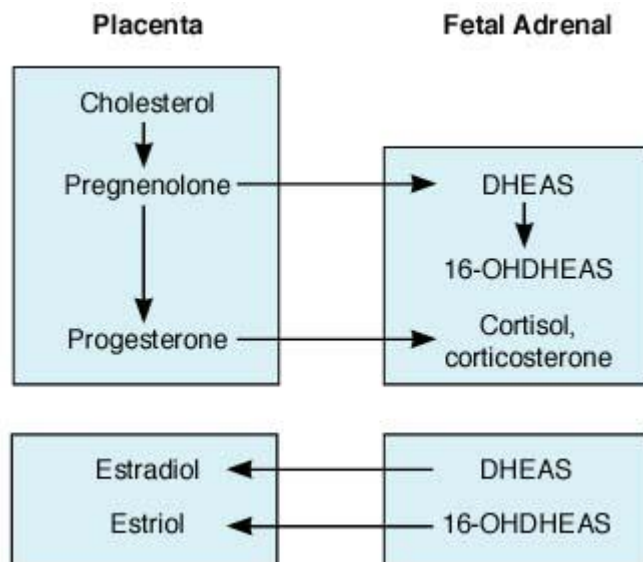 Placenta
Fetal Adrenal
Cholesterol
Pregnenolone
DHEAS
16-OHDHEAS
Progesterone
Cortisol,
corticosterone
Estradiol
DHEAS
Estriol
16-OHDHEAS